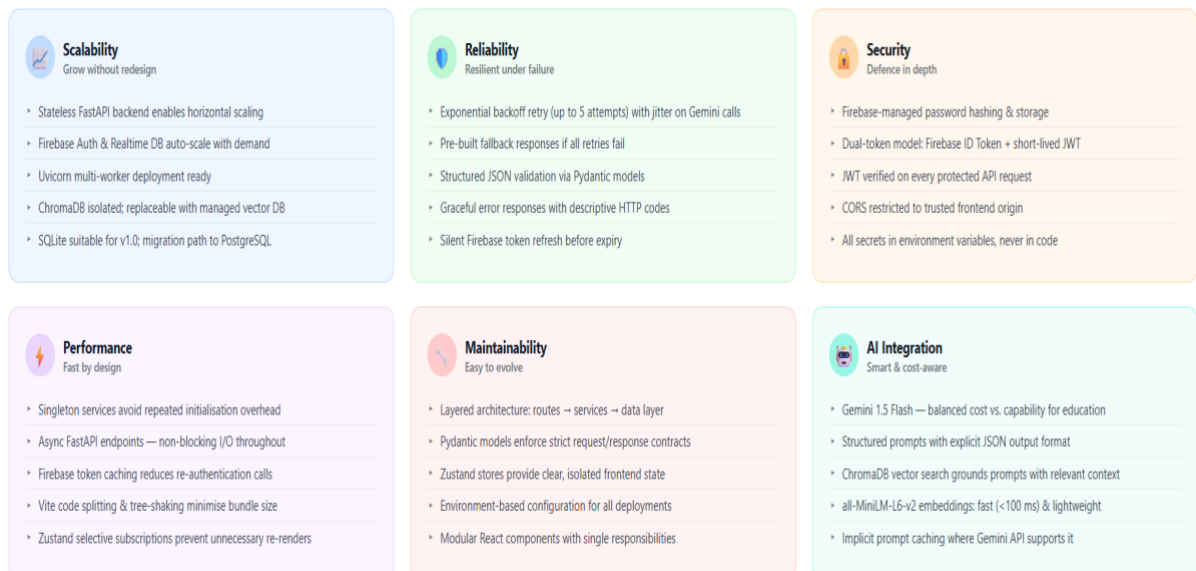 Scalability
Grow without redesign
‣ Stateless FastAPI backend enables horizontal scaling
‣ Firebase Auth & Realtime DB auto-scale with demand
‣ Uvicorn multi-worker deployment ready
‣ ChromaDB isolated; replaceable with managed vector DB
‣ SQLite suitable for v1.0; migration path to PostgreSQL
Reliability
Resilient under failure
‣ Exponential backoff retry (up to 5 attempts) with jitter on Gemini calls
‣ Pre-built fallback responses if all retries fail
‣ Structured JSON validation via Pydantic models
‣ Graceful error responses with descriptive HTTP codes
‣ Silent Firebase token refresh before expiry
Security
Defence in depth
‣ Firebase-managed password hashing & storage
‣ Dual-token model: Firebase ID Token + short-lived JWT
‣ JWT verified on every protected API request
‣ CORS restricted to trusted frontend origin
‣ All secrets in environment variables, never in code
Performance
Fast by design
‣ Singleton services avoid repeated initialisation overhead
‣ Async FastAPI endpoints — non-blocking I/O throughout
‣ Firebase token caching reduces re-authentication calls
‣ Vite code splitting & tree-shaking minimise bundle size
‣ Zustand selective subscriptions prevent unnecessary re-renders
Maintainability
Easy to evolve
‣ Layered architecture: routes → services → data layer
‣ Pydantic models enforce strict request/response contracts
‣ Zustand stores provide clear, isolated frontend state
‣ Environment-based configuration for all deployments
‣ Modular React components with single responsibilities
AI Integration
Smart & cost-aware
‣ Gemini 1.5 Flash — balanced cost vs. capability for education
‣ Structured prompts with explicit JSON output format
‣ ChromaDB vector search grounds prompts with relevant context
‣ all-MiniLM-L6-v2 embeddings: fast (<100 ms) & lightweight
‣ Implicit prompt caching where Gemini API supports it